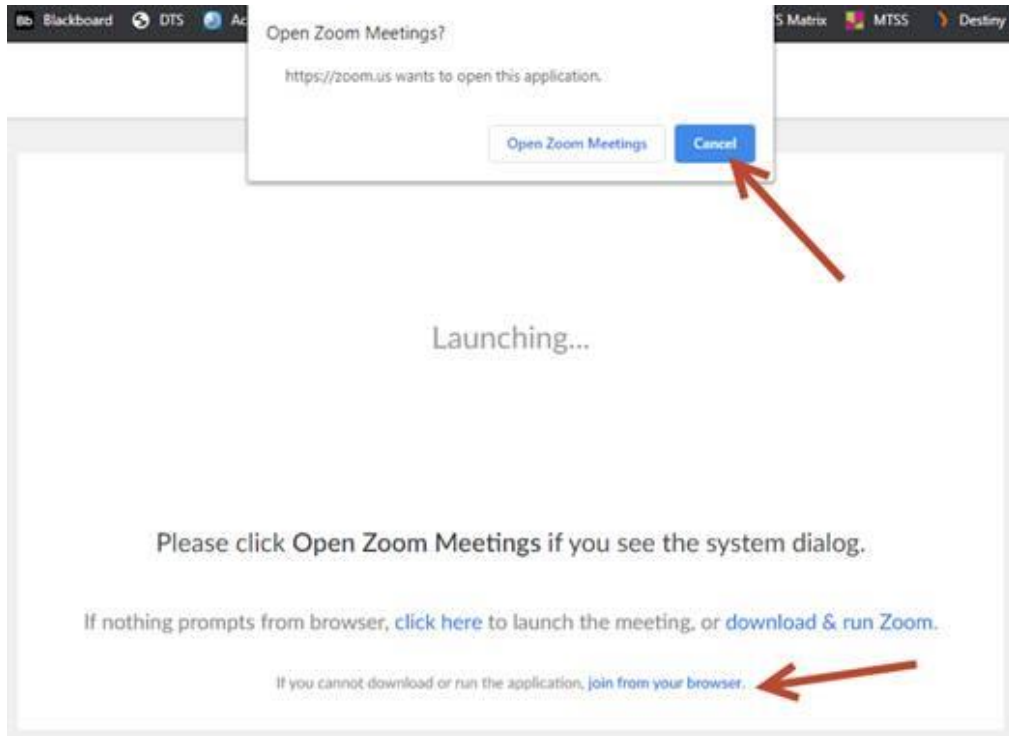 Bb Blackboard DTS Ac S Matrix MTSS Destiny
Open Zoom Meetings?
https://zoom.us wants to open this application.
Open Zoom Meetings Cancel
Launching...
Please click Open Zoom Meetings if you see the system dialog.
If nothing prompts from browser, click here to launch the meeting, or download & run Zoom.
If you cannot download or run the application, join from your browser.